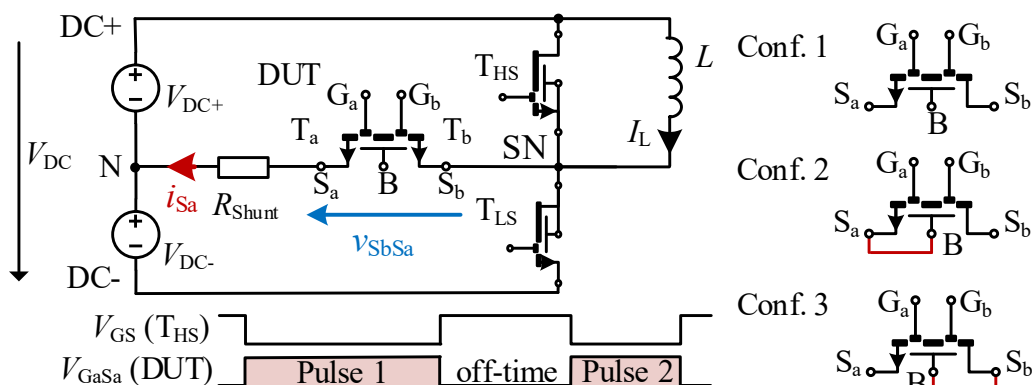 DC+
V_DC+
V_DC
N
i_Sa
R_Shunt
V_DC-
DC-
DUT
G_a G_b
T_a T_b
S_a B S_b
v_SbSa
T_HS
SN
T_LS
L
I_L
V_GS (T_HS)
V_GaSa (DUT) Pulse 1 off-time Pulse 2
Conf. 1
G_a G_b
S_a S_b
B
Conf. 2
S_a S_b
B
Conf. 3
G_a G_b
S_a S_b
B